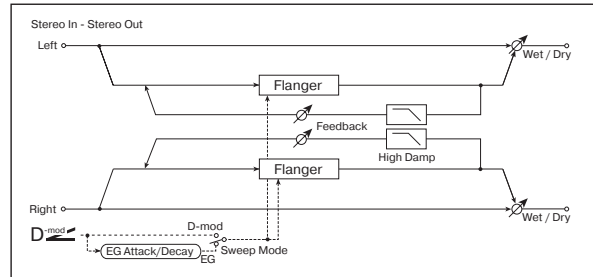 Stereo In - Stereo Out
Left
Wet / Dry
Flanger
Feedback
High Damp
Flanger
Right
Wet / Dry
D-mod
D-mod
EG Attack/Decay
EG
Sweep Mode